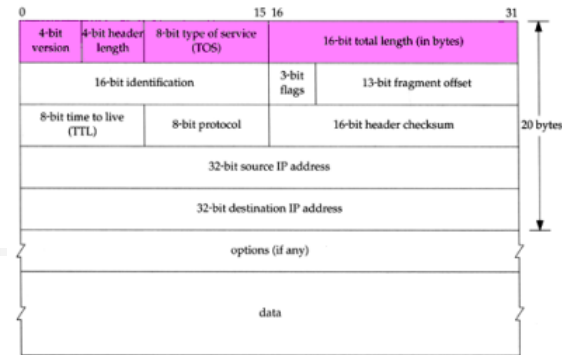 0 15 16 31
4-bit version 4-bit header length 8-bit type of service (TOS) 16-bit total length (in bytes)
16-bit identification 3-bit flags 13-bit fragment offset
8-bit time to live (TTL) 8-bit protocol 16-bit header checksum
20 bytes
32-bit source IP address
32-bit destination IP address
options (if any)
data